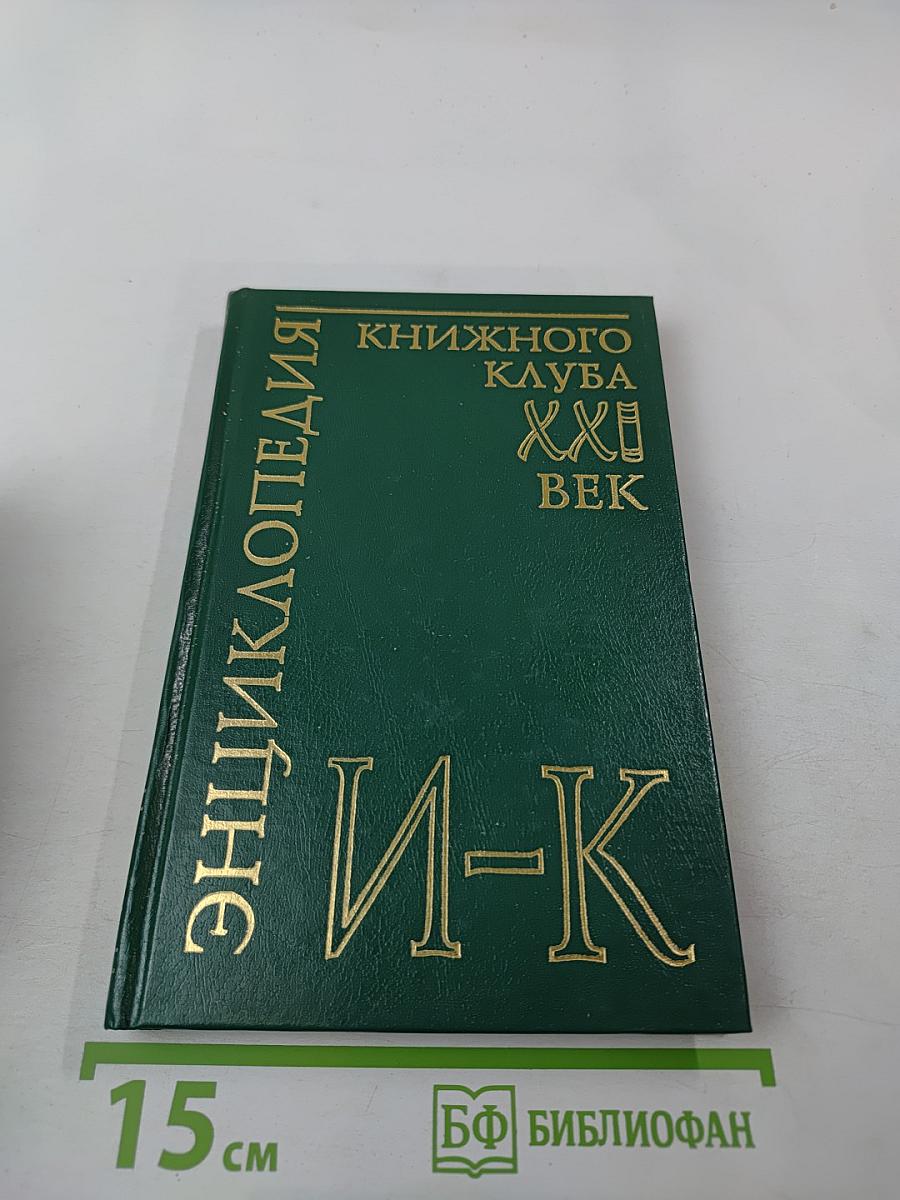 ЭНЦИКЛОПЕДИЯ
КНИЖНОГО
КЛУБА
XXI
ВЕК
И-К
15 см
БФ БИБЛИОФАН